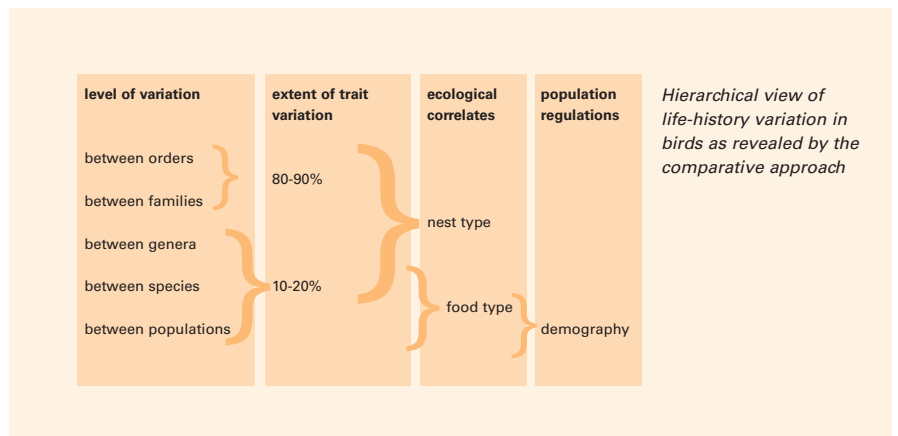 level of variation
extent of trait
variation
ecological
correlates
population
regulations
between orders
between families
between genera
between species
between populations
80-90%
10-20%
nest type
food type
demography
Hierarchical view of
life-history variation in
birds as revealed by the
comparative approach